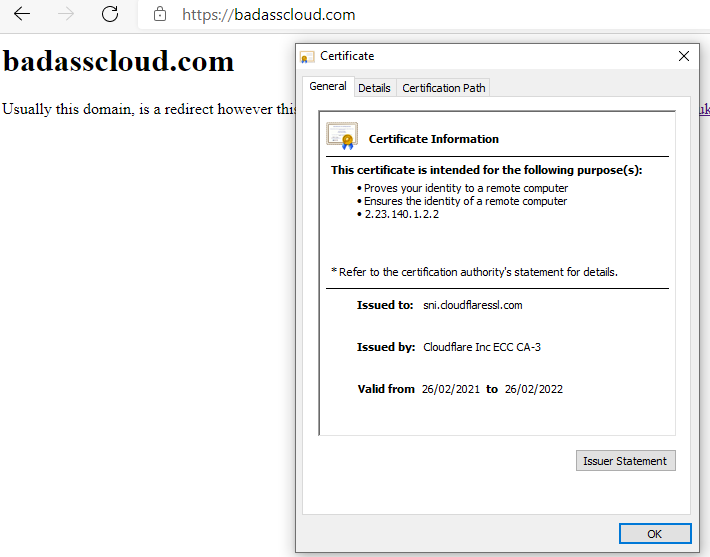 https://badasscloud.com
badasscloud.com
Usually this domain, is a redirect however this
Certificate
General Details Certification Path
Certificate Information
This certificate is intended for the following purpose(s):
• Proves your identity to a remote computer
• Ensures the identity of a remote computer
• 2.23.140.1.2.2
* Refer to the certification authority's statement for details.
Issued to: sni.cloudflaressl.com
Issued by: Cloudflare Inc ECC CA-3
Valid from 26/02/2021 to 26/02/2022
Issuer Statement
OK